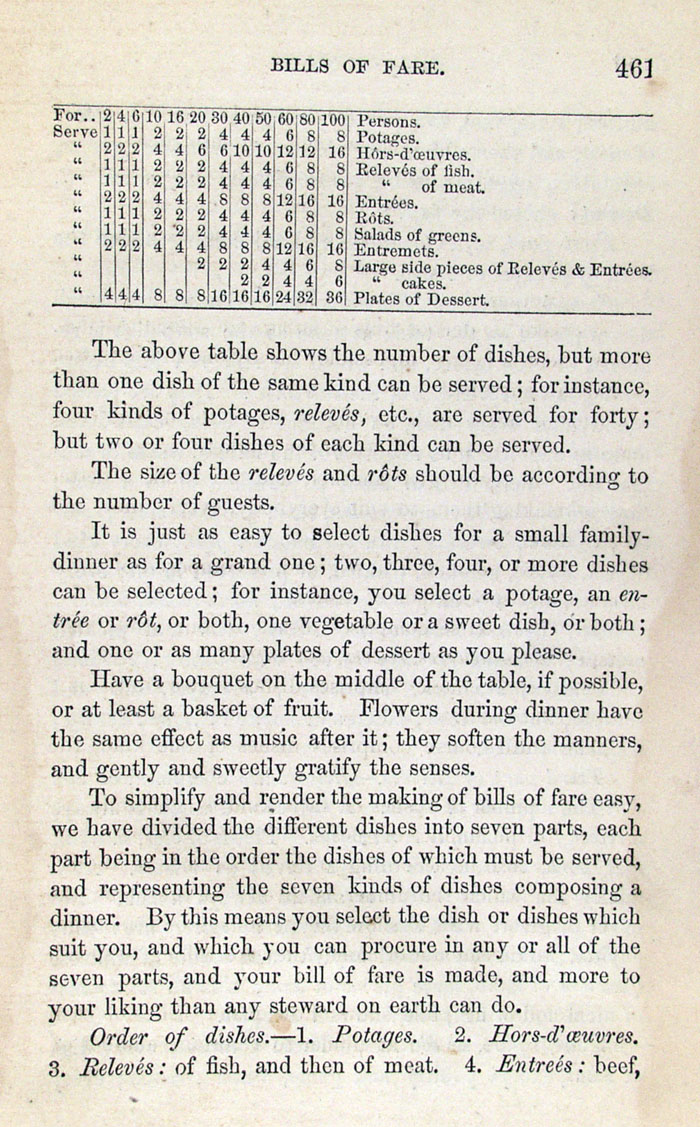 BILLS OF FARE. 461
For.. 2 4 6 10 16 20 30 40 50 60 80 100 Persons.
Serve 1 1 1 2 2 2 4 4 4 6 8 8 Potages.
“ 2 2 2 4 4 6 6 10 10 12 12 16 Hôrs-d'œuvres.
“ 1 1 1 2 2 2 4 4 4 6 8 8 Relevés of fish.
“ 1 1 1 2 2 2 4 4 4 6 8 8 “ of meat.
“ 2 2 2 4 4 4 8 8 8 12 16 16 Entrées.
“ 1 1 1 2 2 2 4 4 4 6 8 8 Rôts.
“ 1 1 1 2 2 2 4 4 4 6 8 8 Salads of greens.
“ 2 2 2 4 4 4 8 8 8 12 16 16 Entremets.
“ 2 2 2 4 4 6 8 Large side pieces of Relevés & Entrées.
“ 2 2 4 4 6 “ cakes.
“ 4 4 4 8 8 8 16 16 16 24 32 36 Plates of Dessert.
The above table shows the number of dishes, but more
than one dish of the same kind can be served; for instance,
four kinds of potages, relevés, etc., are served for forty;
but two or four dishes of each kind can be served.
The size of the relevés and rôts should be according to
the number of guests.
It is just as easy to select dishes for a small family-
dinner as for a grand one; two, three, four, or more dishes
can be selected; for instance, you select a potage, an en-
trée or rôt, or both, one vegetable or a sweet dish, or both;
and one or as many plates of dessert as you please.
Have a bouquet on the middle of the table, if possible,
or at least a basket of fruit. Flowers during dinner have
the same effect as music after it; they soften the manners,
and gently and sweetly gratify the senses.
To simplify and render the making of bills of fare easy,
we have divided the different dishes into seven parts, each
part being in the order the dishes of which must be served,
and representing the seven kinds of dishes composing a
dinner. By this means you select the dish or dishes which
suit you, and which you can procure in any or all of the
seven parts, and your bill of fare is made, and more to
your liking than any steward on earth can do.
Order of dishes.—1. Potages. 2. Hors-d'œuvres.
3. Relevés: of fish, and then of meat. 4. Entreés: beef,